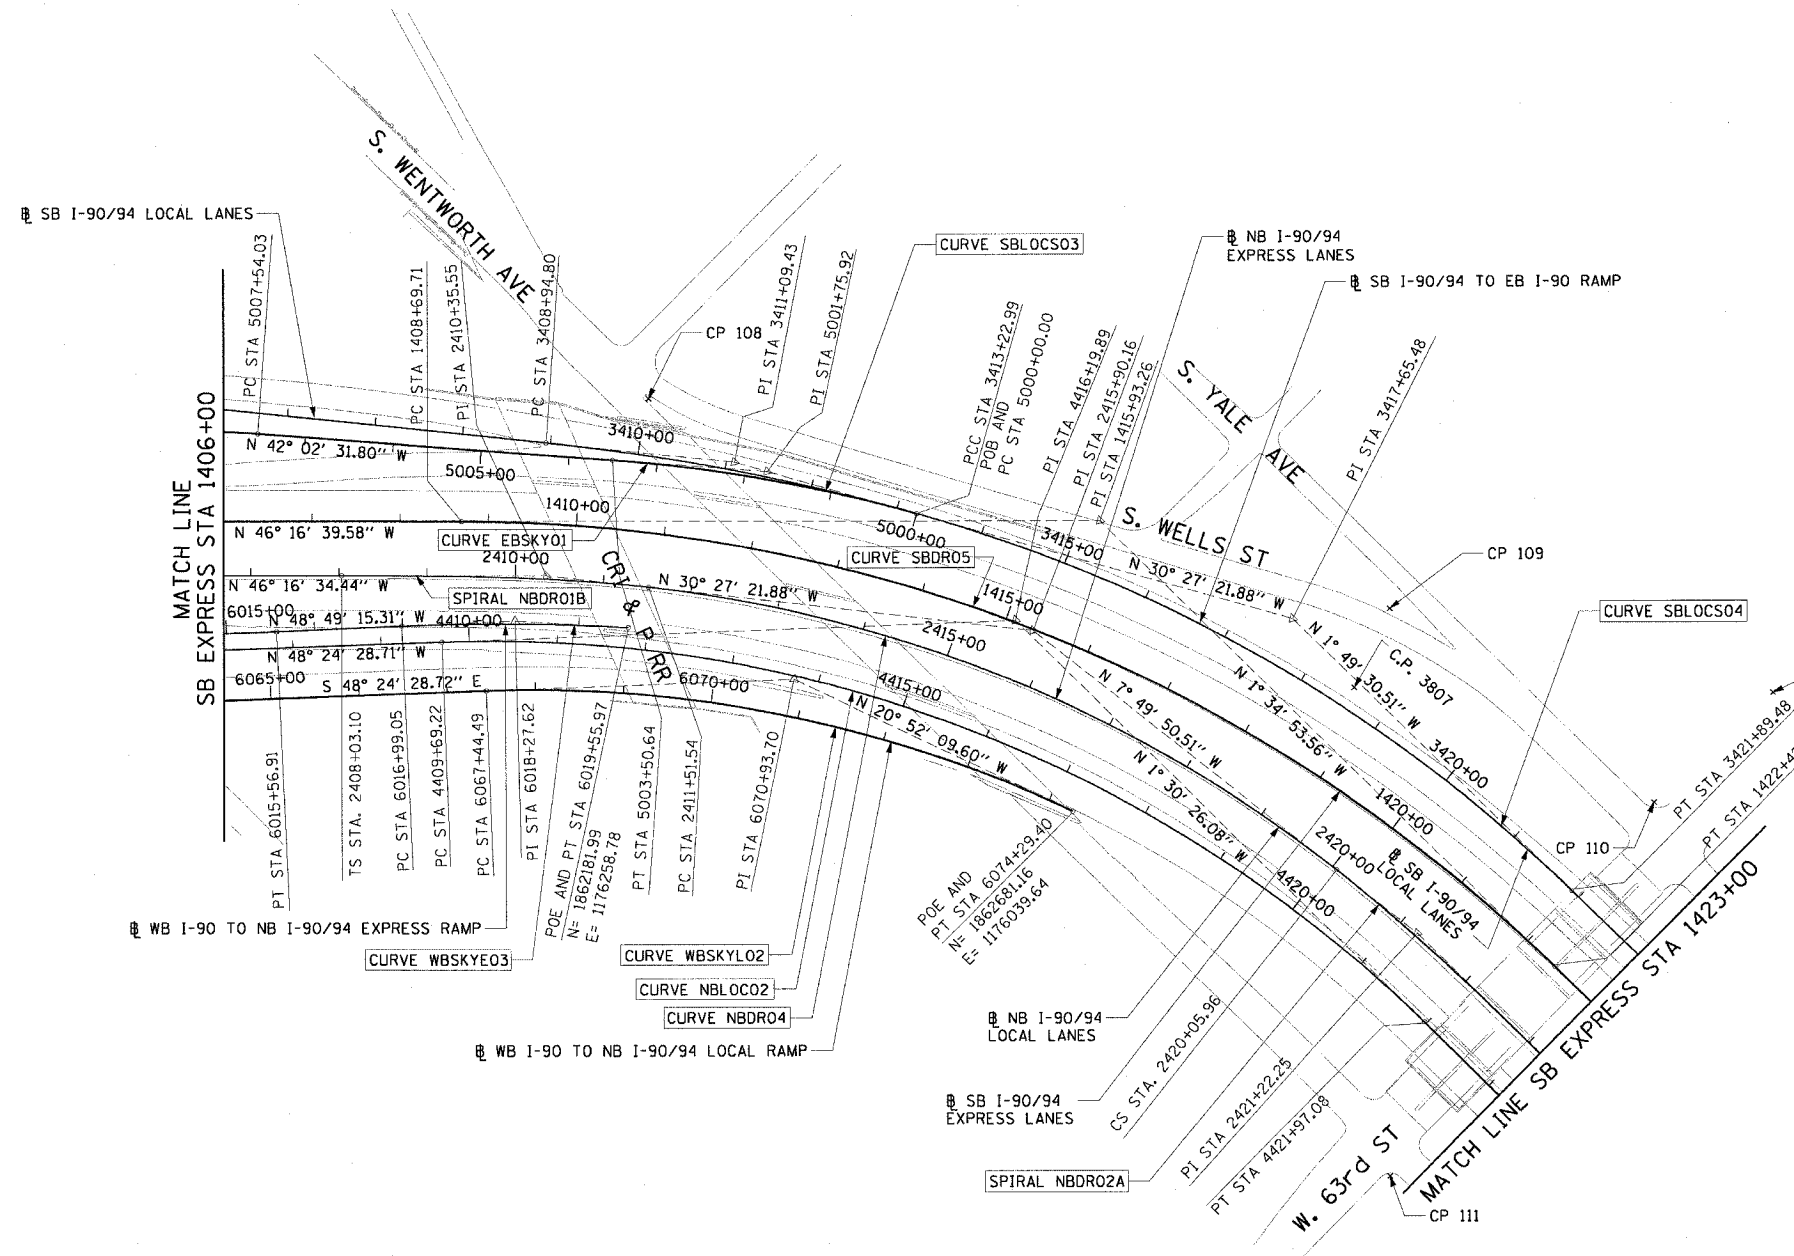 S. WENTWORTH AVE
℄ SB I-90/94 LOCAL LANES
PC STA 5007+54.03
PC STA 1408+69.71
PI STA 2410+35.55
PC STA 3408+94.80
CP 108
PI STA 3411+09.43
PI STA 5001+75.92
CURVE SBLOCS03
℄ NB I-90/94
EXPRESS LANES
℄ SB I-90/94 TO EB I-90 RAMP
PCC STA 3413+22.99
POB AND
PC STA 5000+00.00
PI STA 4416+19.89
PI STA 2415+90.16
PI STA 1415+93.26
S. YALE AVE
PI STA 3417+65.48
MATCH LINE
SB EXPRESS STA 1406+00
N 42° 02' 31.80" W
3410+00
5005+00
1410+00
N 46° 16' 39.58" W
CURVE EBSKY01
2410+00
5000+00
CURVE SBDR05
3415+00
S. WELLS ST
N 30° 27' 21.88" W
CP 109
CRI & P RR
N 46° 16' 34.44" W
SPIRAL NBDR01B
N 30° 27' 21.88" W
1415+00
CURVE SBLOCS04
6015+00
N 48° 49' 15.31" W
4410+00
2415+00
N 1° 49' 30.51" W
C.P. 3807
N 48° 24' 28.71" W
6065+00
S 48° 24' 28.72" E
6070+00
4415+00
N 20° 52' 09.60" W
N 7° 49' 50.51" W
N 1° 34' 53.56" W
3420+00
N 1° 30' 26.08" W
1420+00
2420+00
4420+00
℄ SB I-90/94
LOCAL LANES
CP 110
PT STA 3421+89.48
PT STA 1422+4
PT STA 6015+56.91
TS STA. 2408+03.10
PC STA 6016+99.05
PC STA 4409+69.22
PC STA 6067+44.49
PI STA 6018+27.62
POE AND PT STA 6019+55.97
N= 1862181.99
E= 1176258.78
PT STA 5003+50.64
PC STA 2411+51.54
PI STA 6070+93.70
POE AND
PT STA 6074+29.40
N= 1862681.16
E= 1176039.64
℄ WB I-90 TO NB I-90/94 EXPRESS RAMP
CURVE WBSKYE03
CURVE WBSKYL02
CURVE NBLOC02
CURVE NBDR04
℄ WB I-90 TO NB I-90/94 LOCAL RAMP
℄ NB I-90/94
LOCAL LANES
℄ SB I-90/94
EXPRESS LANES
CS STA. 2420+05.96
PI STA 2421+22.25
PT STA 4421+97.08
SPIRAL NBDR02A
W. 63rd ST
CP 111
MATCH LINE SB EXPRESS STA 1423+00